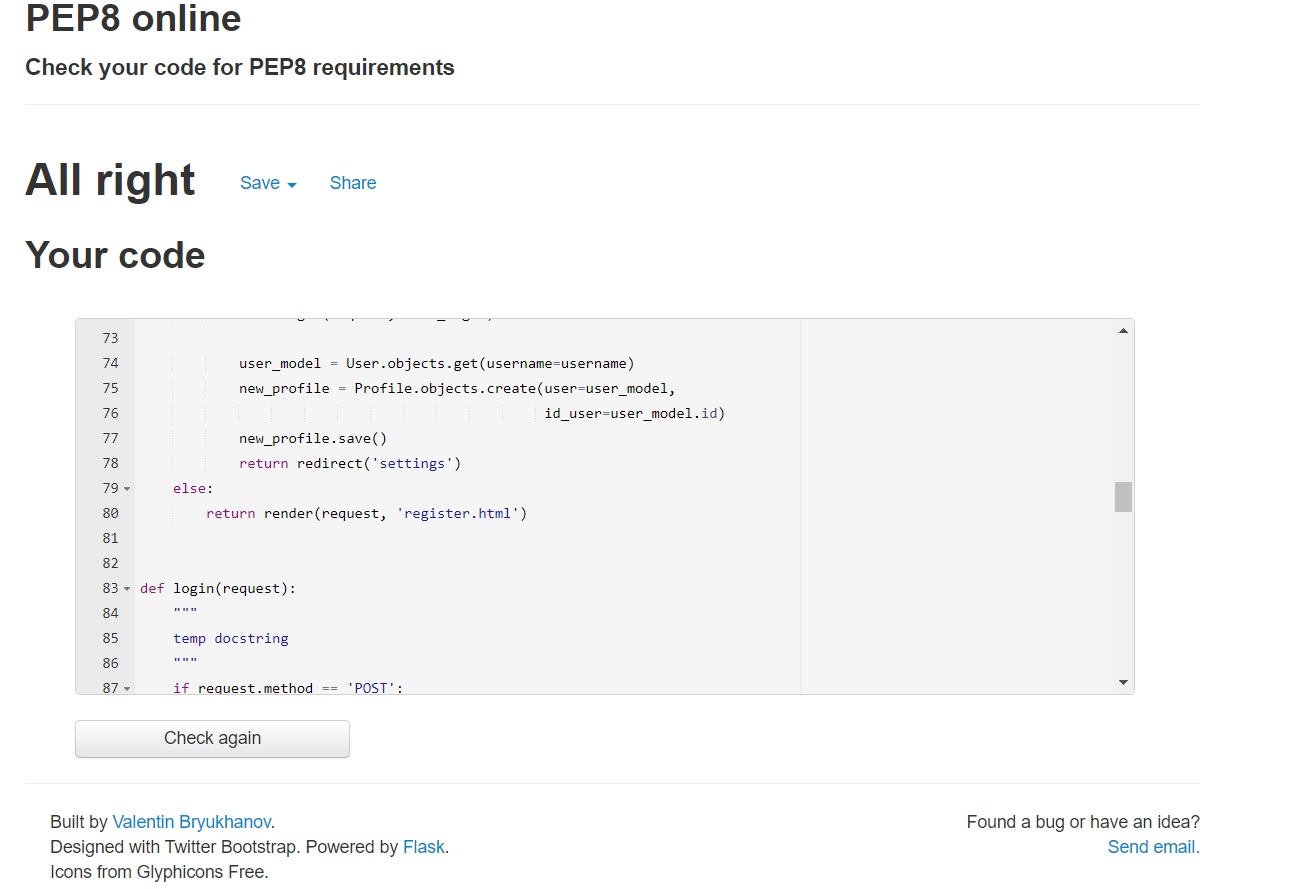 PEP8 online
Check your code for PEP8 requirements
All right Save Share
Your code
73
74 user_model = User.objects.get(username=username)
75 new_profile = Profile.objects.create(user=user_model,
76 id_user=user_model.id)
77 new_profile.save()
78 return redirect('settings')
79 else:
80 return render(request, 'register.html')
81
82
83 def login(request):
84 """
85 temp docstring
86 """
87 if request.method == 'POST':
Check again
Built by Valentin Bryukhanov. Found a bug or have an idea?
Designed with Twitter Bootstrap. Powered by Flask. Send email.
Icons from Glyphicons Free.